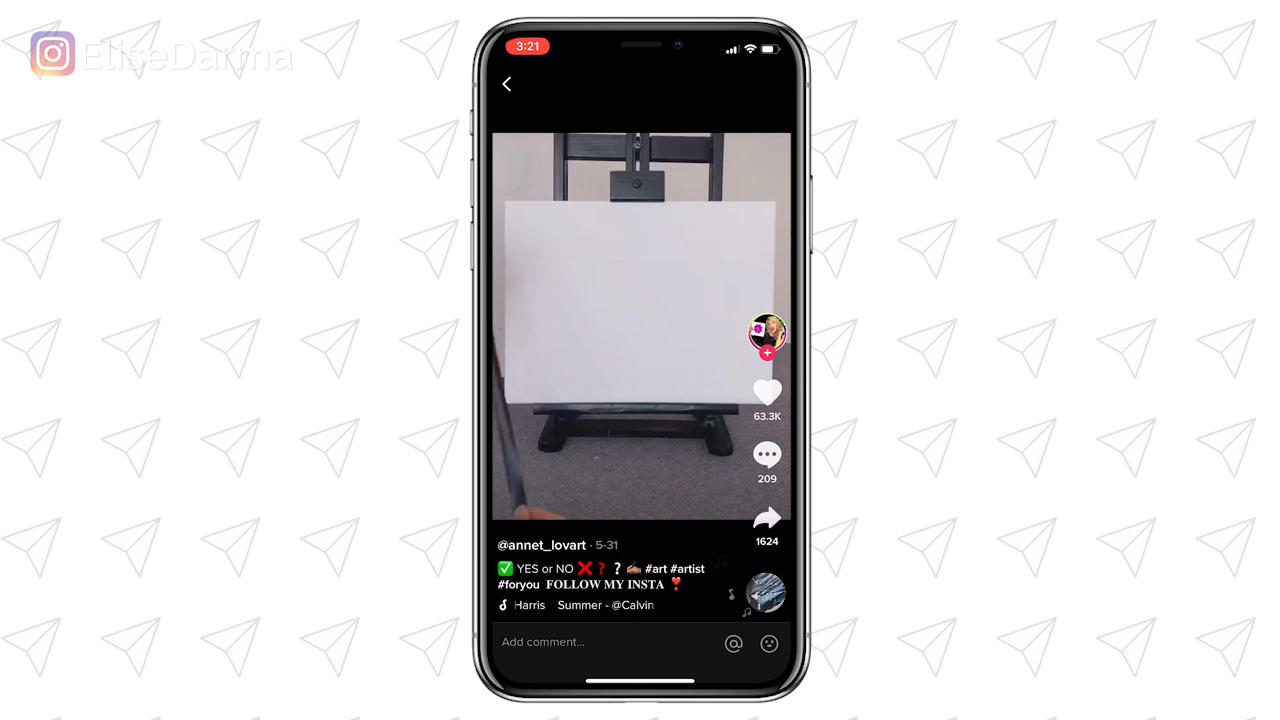 EliseDarma
3:21
63.3K
209
1624
@annet_lovart · 5-31
✅ YES or NO ❌❓❔✍🏽 #art #artist
#foryou FOLLOW MY INSTA ❣️
Harris Summer - @Calvin
Add comment...